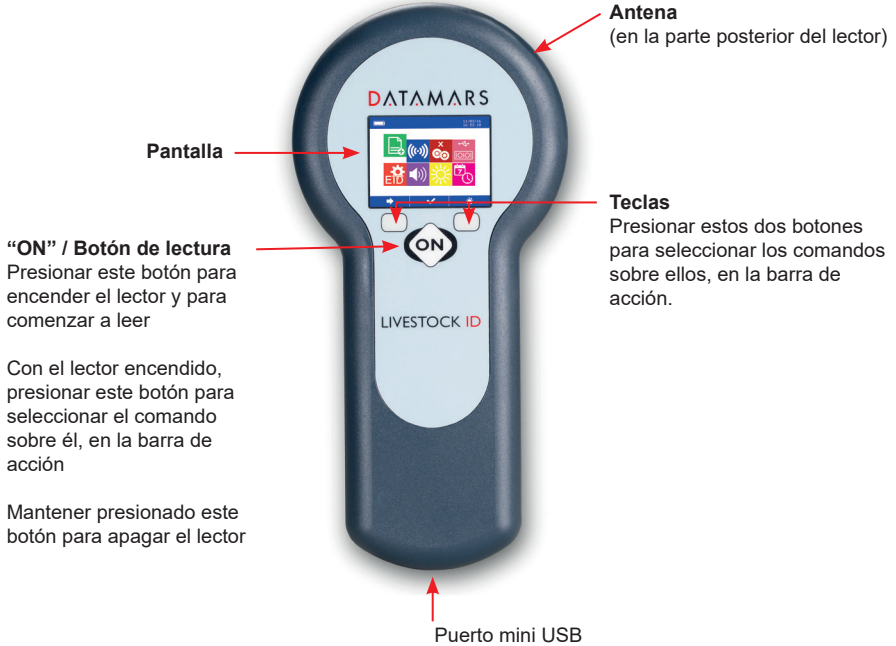 Antena
(en la parte posterior del lector)
DATAMARS
Pantalla
EID
7
Teclas
Presionar estos dos botones
para seleccionar los comandos
sobre ellos, en la barra de
acción.
“ON” / Botón de lectura
Presionar este botón para
encender el lector y para
comenzar a leer
ON
LIVESTOCK ID
Con el lector encendido,
presionar este botón para
seleccionar el comando
sobre él, en la barra de
acción
Mantener presionado este
botón para apagar el lector
Puerto mini USB